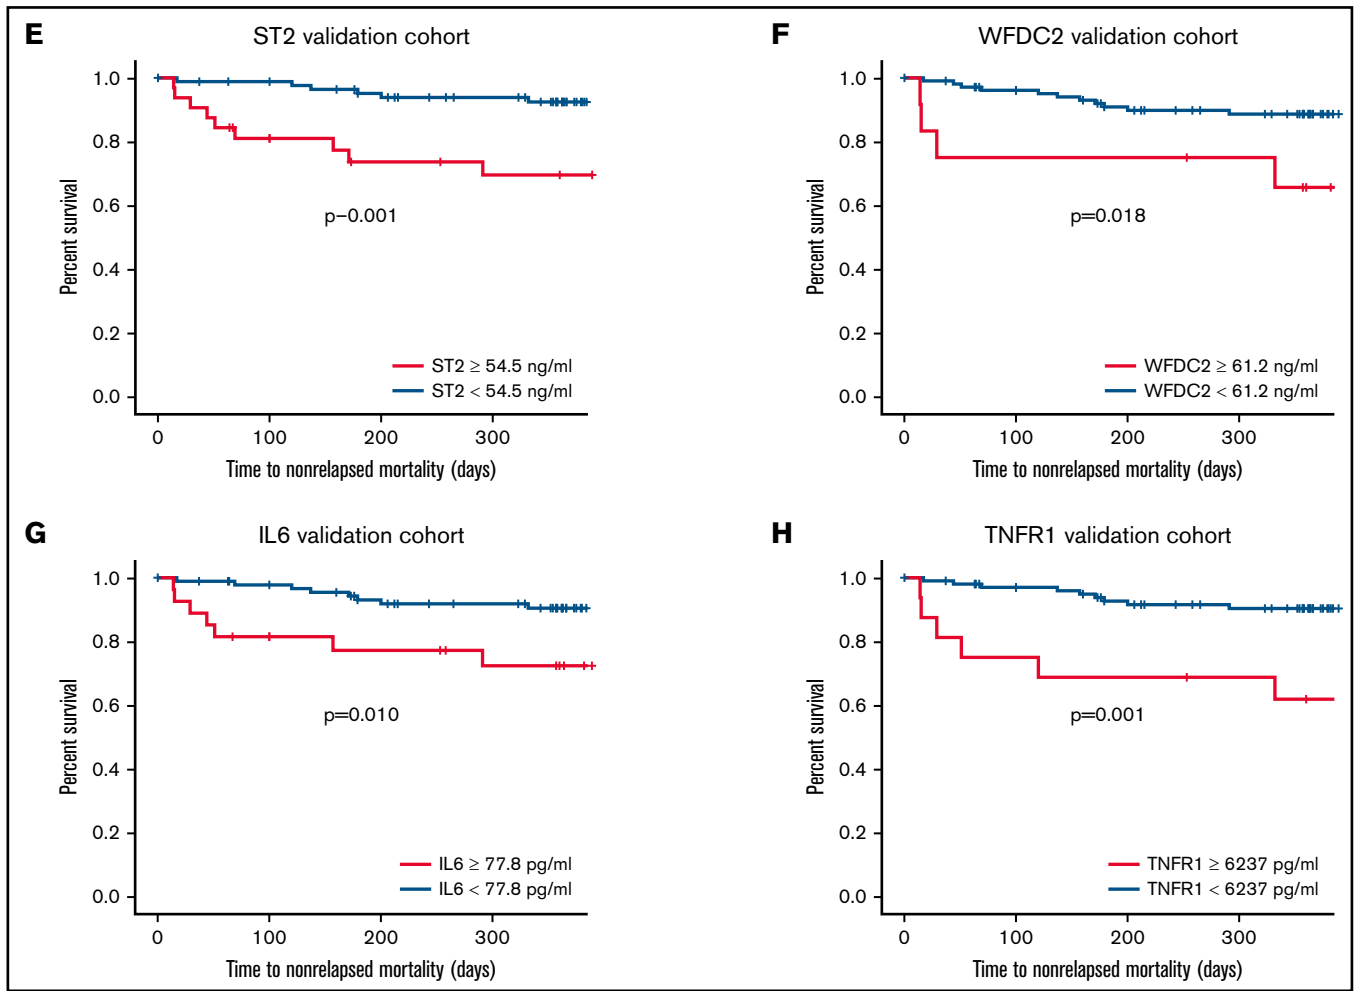 E
ST2 validation cohort
1.0
0.8
0.6
0.4
0.2
0.0
Percent survival
p−0.001
ST2 ≥ 54.5 ng/ml
ST2 < 54.5 ng/ml
0 100 200 300
Time to nonrelapsed mortality (days)
F
WFDC2 validation cohort
1.0
0.8
0.6
0.4
0.2
0.0
Percent survival
p=0.018
WFDC2 ≥ 61.2 ng/ml
WFDC2 < 61.2 ng/ml
0 100 200 300
Time to nonrelapsed mortality (days)
G
IL6 validation cohort
1.0
0.8
0.6
0.4
0.2
0.0
Percent survival
p=0.010
IL6 ≥ 77.8 pg/ml
IL6 < 77.8 pg/ml
0 100 200 300
Time to nonrelapsed mortality (days)
H
TNFR1 validation cohort
1.0
0.8
0.6
0.4
0.2
0.0
Percent survival
p=0.001
TNFR1 ≥ 6237 pg/ml
TNFR1 < 6237 pg/ml
0 100 200 300
Time to nonrelapsed mortality (days)